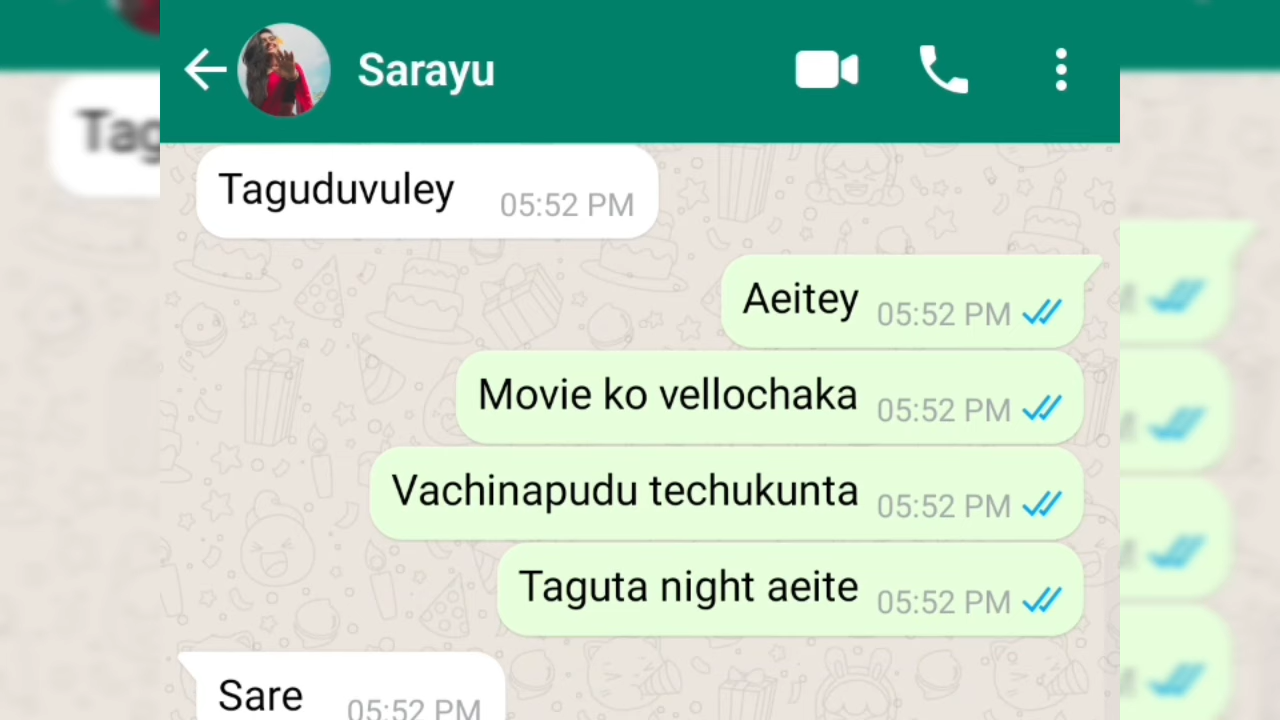 Sarayu
Taguduvuley 05:52 PM
Aeitey 05:52 PM
Movie ko vellochaka 05:52 PM
Vachinapudu techukunta 05:52 PM
Taguta night aeite 05:52 PM
Sare 05:52 PM